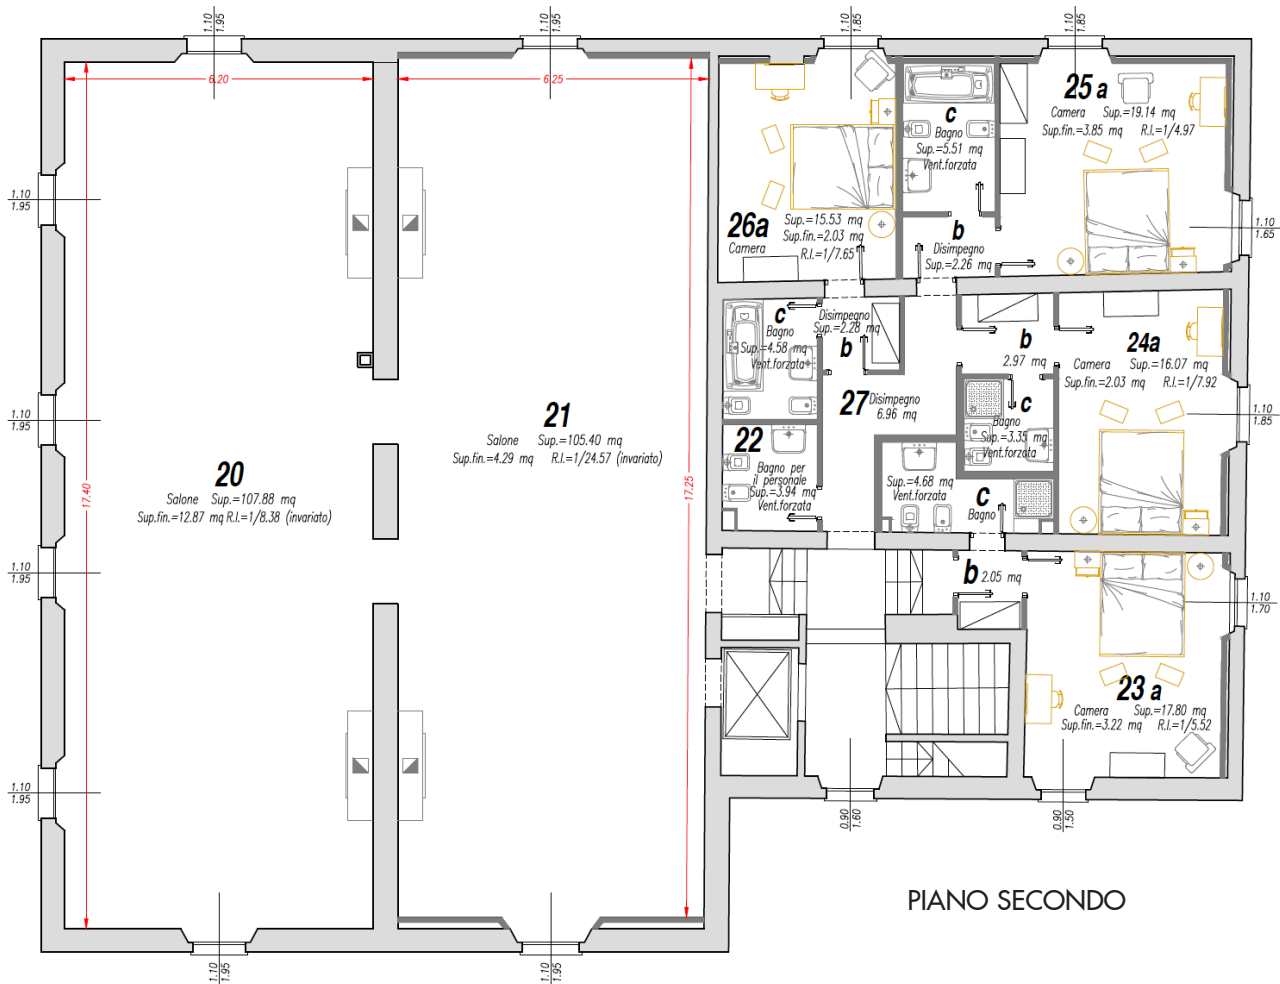 1.10
1.95
1.10
1.95
1.10
1.85
1.10
1.85
6.20
6.25
25 a
Camera Sup.=19.14 mq
Sup.fin.=3.85 mq R.I.=1/4.97
c
Bagno
Sup.=5.51 mq
Vent.forzata
1.10
1.95
26a
Camera
Sup.=15.53 mq
Sup.fin.=2.03 mq
R.I.=1/7.65
b
Disimpegno
Sup.=2.26 mq
1.10
1.65
c
Bagno
Sup.=4.58 mq
Vent.forzata
Disimpegno
Sup.=2.28 mq
b
b
2.97 mq
24a
Camera Sup.=16.07 mq
Sup.fin.=2.03 mq R.I.=1/7.92
1.10
1.95
21
Salone Sup.=105.40 mq
Sup.fin.=4.29 mq R.I.=1/24.57 (invariato)
27
Disimpegno
6.96 mq
c
Bagno
Sup.=3.35 mq
Vent.forzata
1.10
1.85
20
Salone Sup.=107.88 mq
Sup.fin.=12.87 mq R.I.=1/8.38 (invariato)
17.40
17.25
22
Bagno per
il personale
Sup.=3.94 mq
Vent.forzata
Sup.=4.68 mq
Vent.forzata
c
Bagno
1.10
1.95
b 2.05 mq
1.10
1.70
23 a
Camera Sup.=17.80 mq
Sup.fin.=3.22 mq R.I.=1/5.52
1.10
1.95
0.90
1.60
0.90
1.50
PIANO SECONDO
1.10
1.95
1.10
1.95